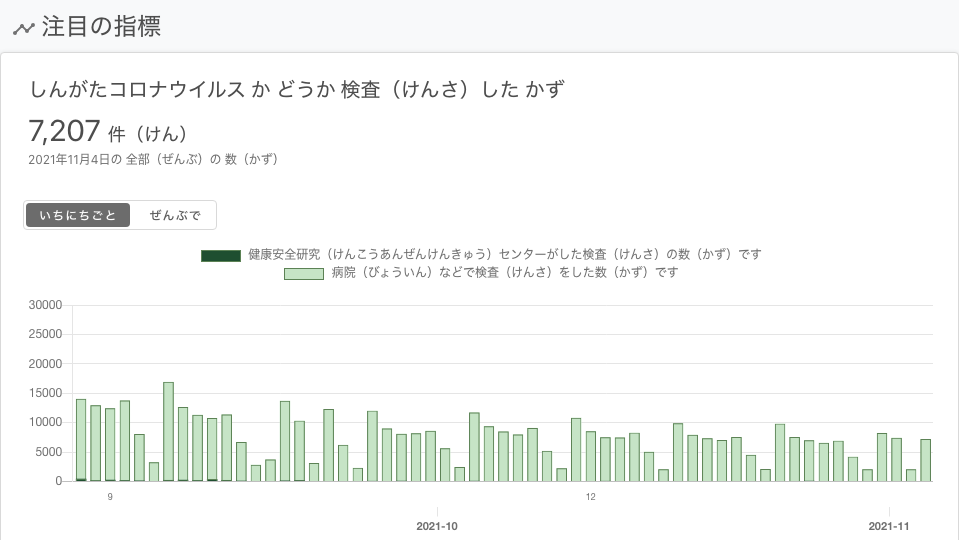 注目の指標
しんがたコロナウイルス か どうか 検査（けんさ）した かず
7,207 件（けん）
2021年11月4日の 全部（ぜんぶ）の 数（かず）
いちにちごと ぜんぶで
健康安全研究（けんこうあんぜんけんきゅう）センターがした検査（けんさ）の数（かず）です
病院（びょういん）などで検査（けんさ）をした数（かず）です
30000
25000
20000
15000
10000
5000
0
9 12
2021-10 2021-11